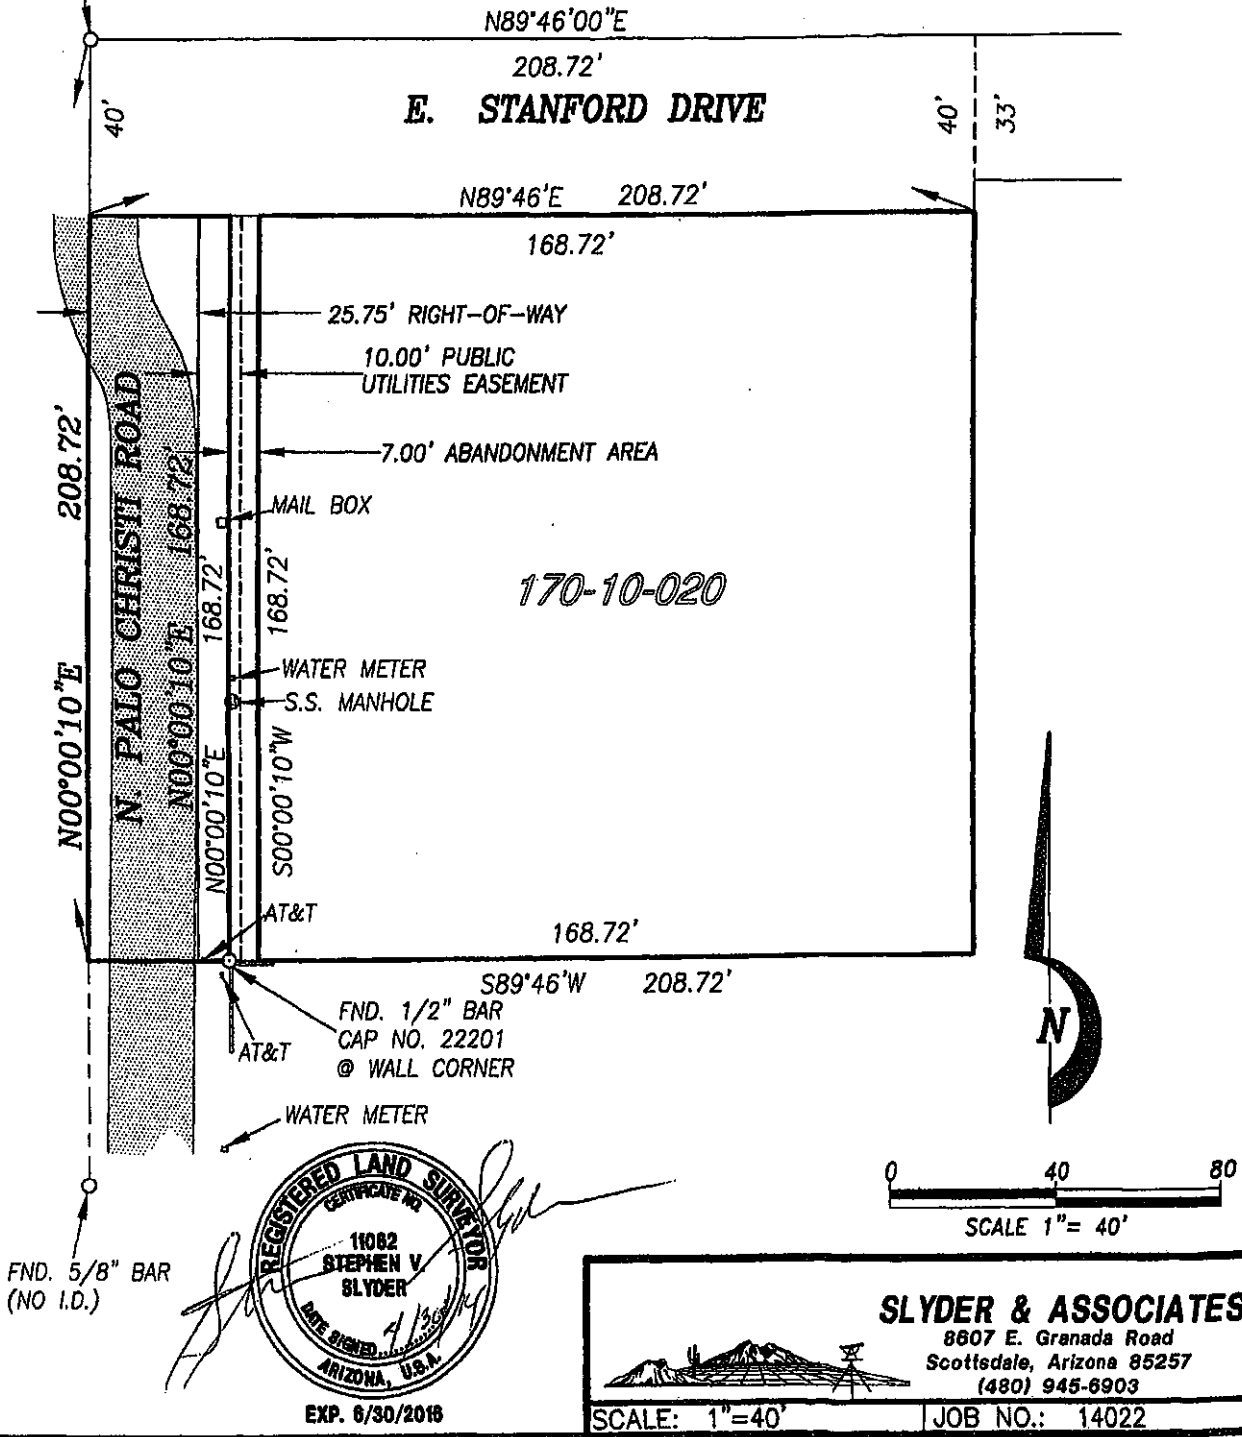 N89°46'00"E
208.72'
E. STANFORD DRIVE
40'
40'
33'
N89°46'E 208.72'
168.72'
25.75' RIGHT-OF-WAY
10.00' PUBLIC
UTILITIES EASEMENT
7.00' ABANDONMENT AREA
MAIL BOX
N00°00'10"E 208.72'
N. PALO CHRISTI ROAD
N00°00'10"E 168.72'
N00°00'10"E 168.72'
S00°00'10"W 168.72'
170-10-020
WATER METER
S.S. MANHOLE
AT&T
168.72'
S89°46'W 208.72'
FND. 1/2" BAR
CAP NO. 22201
@ WALL CORNER
AT&T
WATER METER
N
0 40 80
SCALE 1"= 40'
FND. 5/8" BAR
(NO I.D.)
REGISTERED LAND SURVEYOR
CERTIFICATE NO.
11082
STEPHEN V.
SLYDER
DATE SIGNED 4/30/14
ARIZONA, U.S.A.
EXP. 6/30/2016
SLYDER & ASSOCIATES
8607 E. Granada Road
Scottsdale, Arizona 85257
(480) 945-6903
SCALE: 1"=40'
JOB NO.: 14022